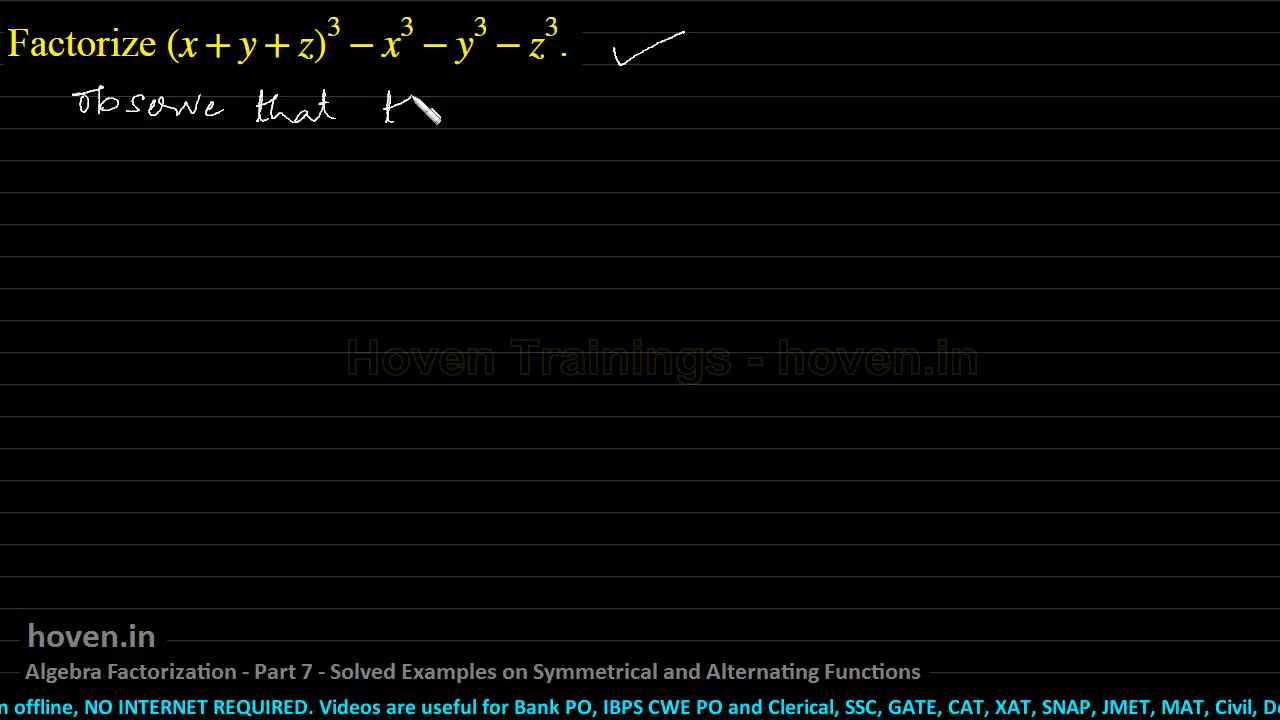 Factorize (x + y + z)³ − x³ − y³ − z³.
Observe that t
Hoven Trainings - hoven.in
hoven.in
Algebra Factorization - Part 7 - Solved Examples on Symmetrical and Alternating Functions
n offline, NO INTERNET REQUIRED. Videos are useful for Bank PO, IBPS CWE PO and Clerical, SSC, GATE, CAT, XAT, SNAP, JMET, MAT, Civil, D